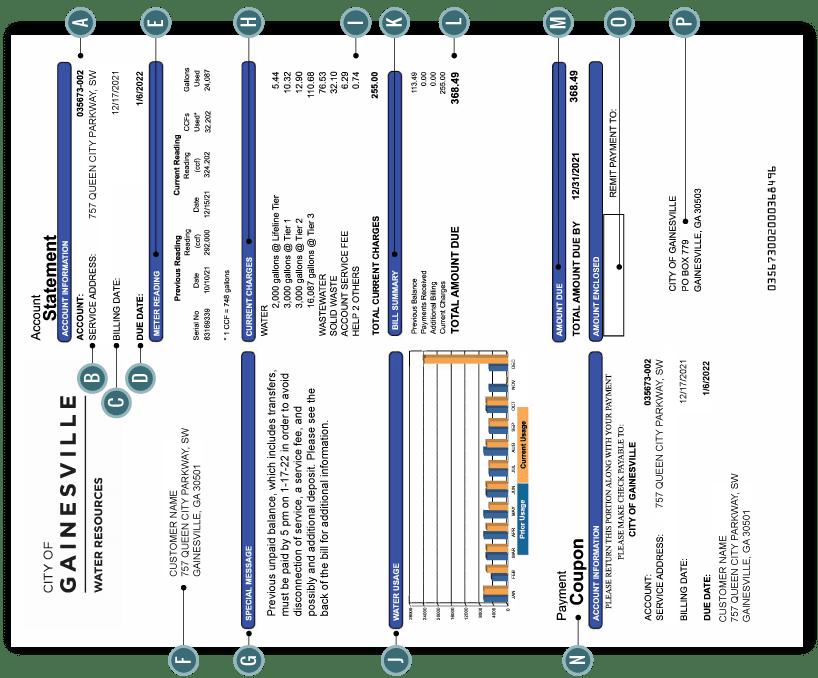 CITY OF
GAINESVILLE
WATER RESOURCES
Account
Statement
A
ACCOUNT INFORMATION
ACCOUNT: 035673-002
B
SERVICE ADDRESS: 757 QUEEN CITY PARKWAY, SW
C
BILLING DATE: 12/17/2021
D
DUE DATE: 1/6/2022
E
METER READING
Previous Reading Current Reading
Serial No Date Reading (ccf) Date Reading (ccf) CCFs Used* Gallons Used
83169339 10/10/21 292.000 12/15/21 324.202 32.202 24,087
* 1 CCF = 748 gallons
F
CUSTOMER NAME
757 QUEEN CITY PARKWAY, SW
GAINESVILLE, GA 30501
G
SPECIAL MESSAGE
Previous unpaid balance, which includes transfers,
must be paid by 5 pm on 1-17-22 in order to avoid
disconnection of service, a service fee, and
possibly and additional deposit. Please see the
back of the bill for additional information.
H
CURRENT CHARGES
WATER
2,000 gallons @ Lifeline Tier 5.44
3,000 gallons @ Tier 1 10.32
3,000 gallons @ Tier 2 12.90
16,087 gallons @ Tier 3 110.68
WASTEWATER 76.53
SOLID WASTE 32.10
ACCOUNT SERVICE FEE 6.29
I
HELP 2 OTHERS 0.74
TOTAL CURRENT CHARGES 255.00
J
WATER USAGE
28000
24000
20000
16000
12000
8000
4000
0
JAN FEB MAR APR MAY JUN JUL AUG SEP OCT NOV DEC
Prior Usage Current Usage
K
BILL SUMMARY
Previous Balance 113.49
Payments Received 0.00
Additional Billing 0.00
Current Charges 255.00
L
TOTAL AMOUNT DUE 368.49
N
Payment
Coupon
ACCOUNT INFORMATION
PLEASE RETURN THIS PORTION ALONG WITH YOUR PAYMENT
PLEASE MAKE CHECK PAYABLE TO:
CITY OF GAINESVILLE
ACCOUNT: 035673-002
SERVICE ADDRESS: 757 QUEEN CITY PARKWAY, SW
BILLING DATE: 12/17/2021
DUE DATE: 1/6/2022
CUSTOMER NAME
757 QUEEN CITY PARKWAY, SW
GAINESVILLE, GA 30501
M
AMOUNT DUE
TOTAL AMOUNT DUE BY 12/31/2021 368.49
AMOUNT ENCLOSED
O
REMIT PAYMENT TO:
P
CITY OF GAINESVILLE
PO BOX 779
GAINESVILLE, GA 30503
035673002000368496